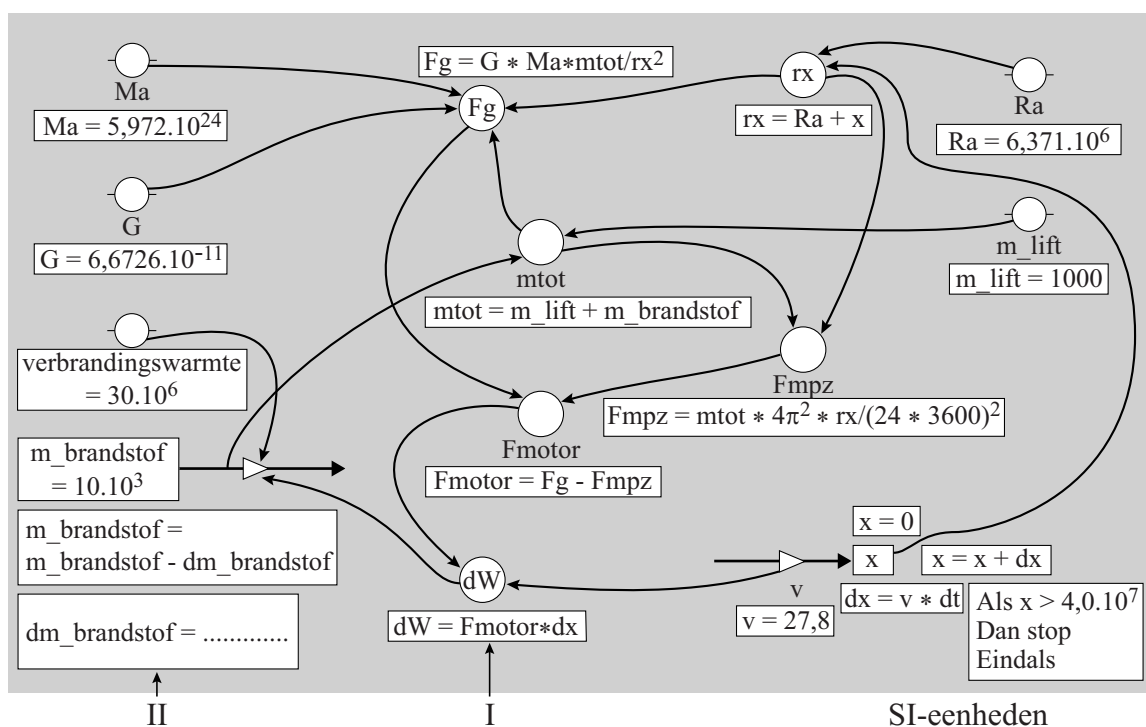 Ma
Ma = 5,972.10²⁴
Fg = G * Ma*mtot/rx²
Fg
rx
rx = Ra + x
Ra
Ra = 6,371.10⁶
G
G = 6,6726.10⁻¹¹
mtot
mtot = m_lift + m_brandstof
m_lift
m_lift = 1000
verbrandingswarmte
= 30.10⁶
Fmpz
Fmpz = mtot * 4π² * rx/(24 * 3600)²
Fmotor
Fmotor = Fg - Fmpz
m_brandstof
= 10.10³
m_brandstof =
m_brandstof - dm_brandstof
dm_brandstof = .............
dW
dW = Fmotor*dx
v
v = 27,8
x = 0
x
x = x + dx
dx = v * dt
Als x > 4,0.10⁷
Dan stop
Eindals
II
I
SI-eenheden